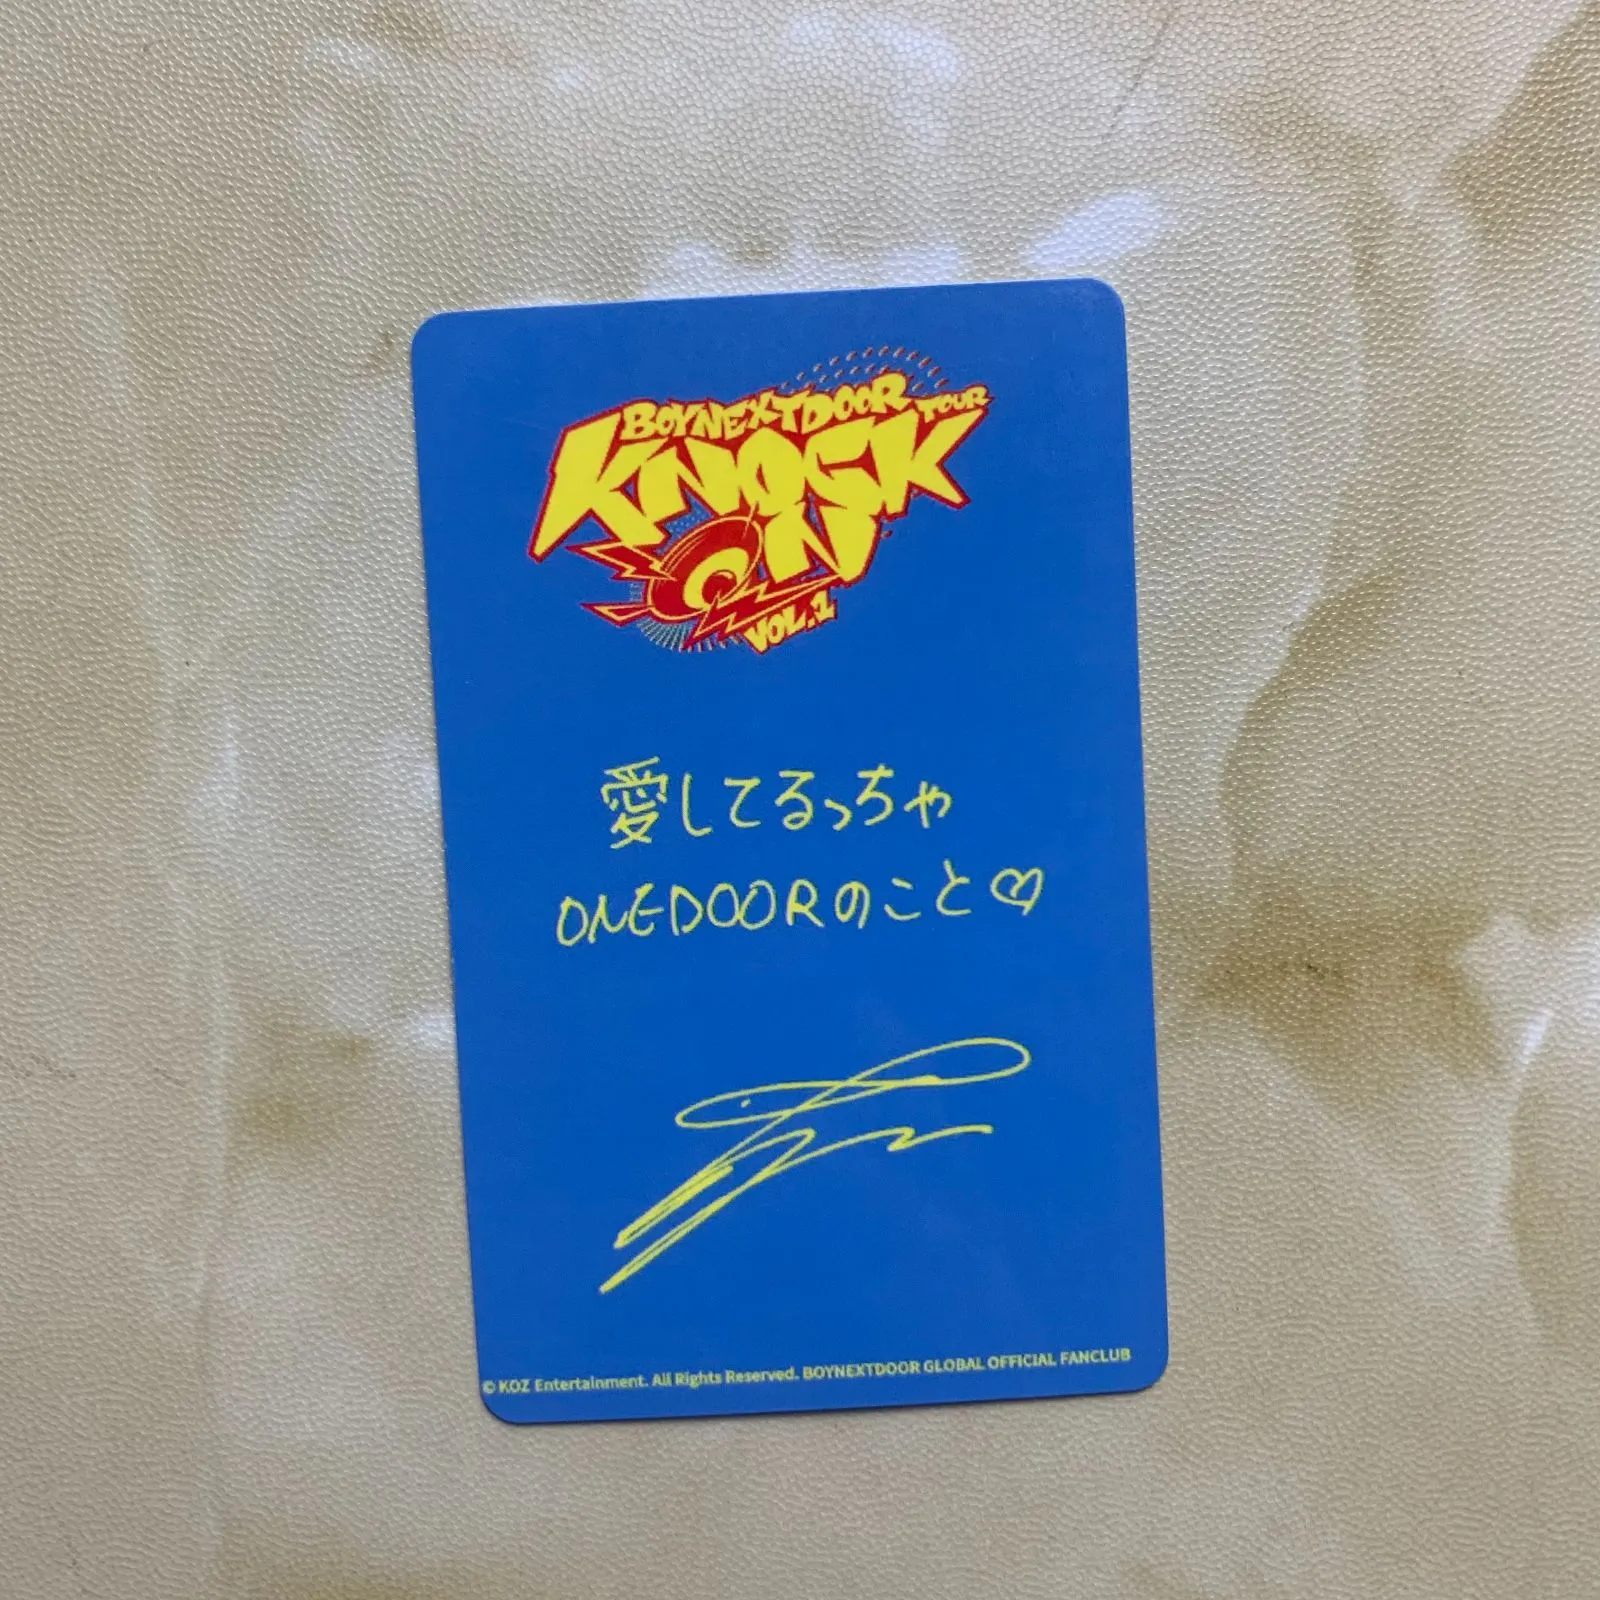 BOYNEXTDOOR TOUR
KNOCK
ON
VOL.1
愛してるっちゃ
ONEDOORのこと♡
© KOZ Entertainment. All Rights Reserved. BOYNEXTDOOR GLOBAL OFFICIAL FANCLUB